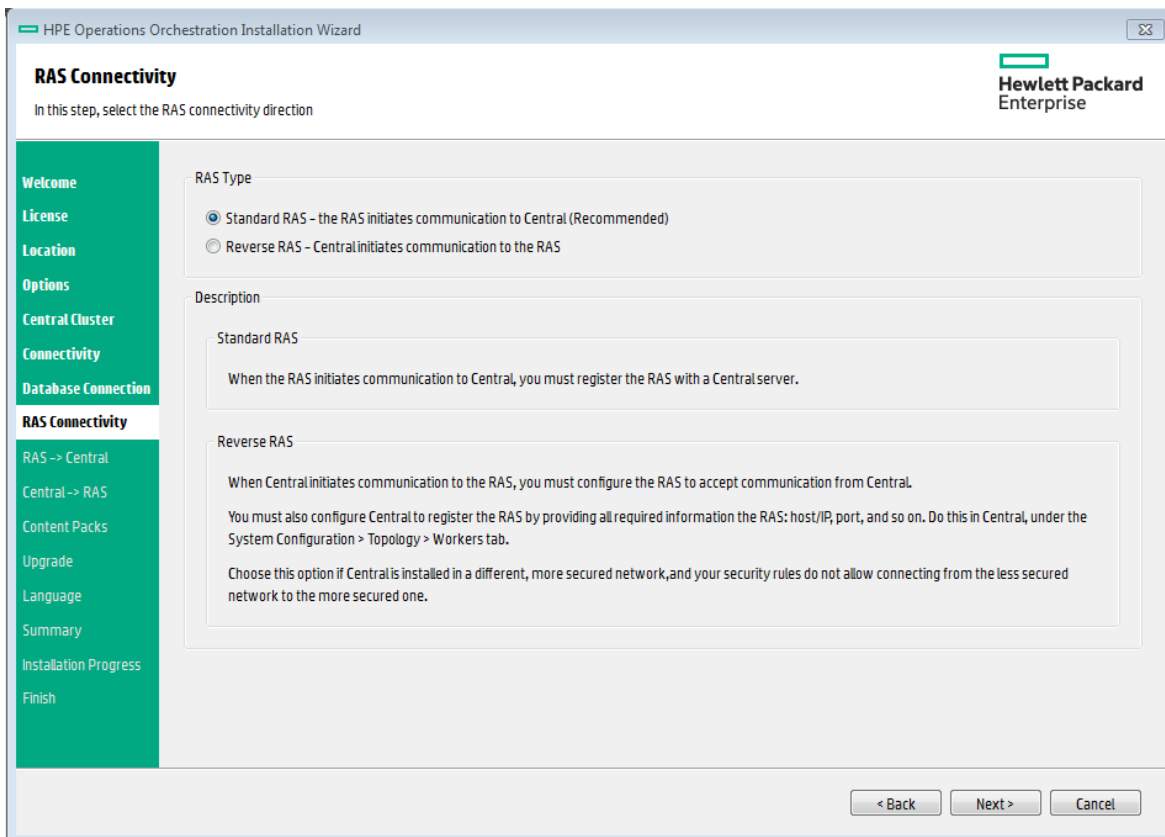 HPE Operations Orchestration Installation Wizard
RAS Connectivity
In this step, select the RAS connectivity direction
Hewlett Packard
Enterprise
Welcome
License
Location
Options
Central Cluster
Connectivity
Database Connection
RAS Connectivity
RAS -> Central
Central -> RAS
Content Packs
Upgrade
Language
Summary
Installation Progress
Finish
RAS Type
Standard RAS - the RAS initiates communication to Central (Recommended)
Reverse RAS - Central initiates communication to the RAS
Description
Standard RAS
When the RAS initiates communication to Central, you must register the RAS with a Central server.
Reverse RAS
When Central initiates communication to the RAS, you must configure the RAS to accept communication from Central.
You must also configure Central to register the RAS by providing all required information the RAS: host/IP, port, and so on. Do this in Central, under the
System Configuration > Topology > Workers tab.
Choose this option if Central is installed in a different, more secured network,and your security rules do not allow connecting from the less secured
network to the more secured one.
< Back
Next >
Cancel